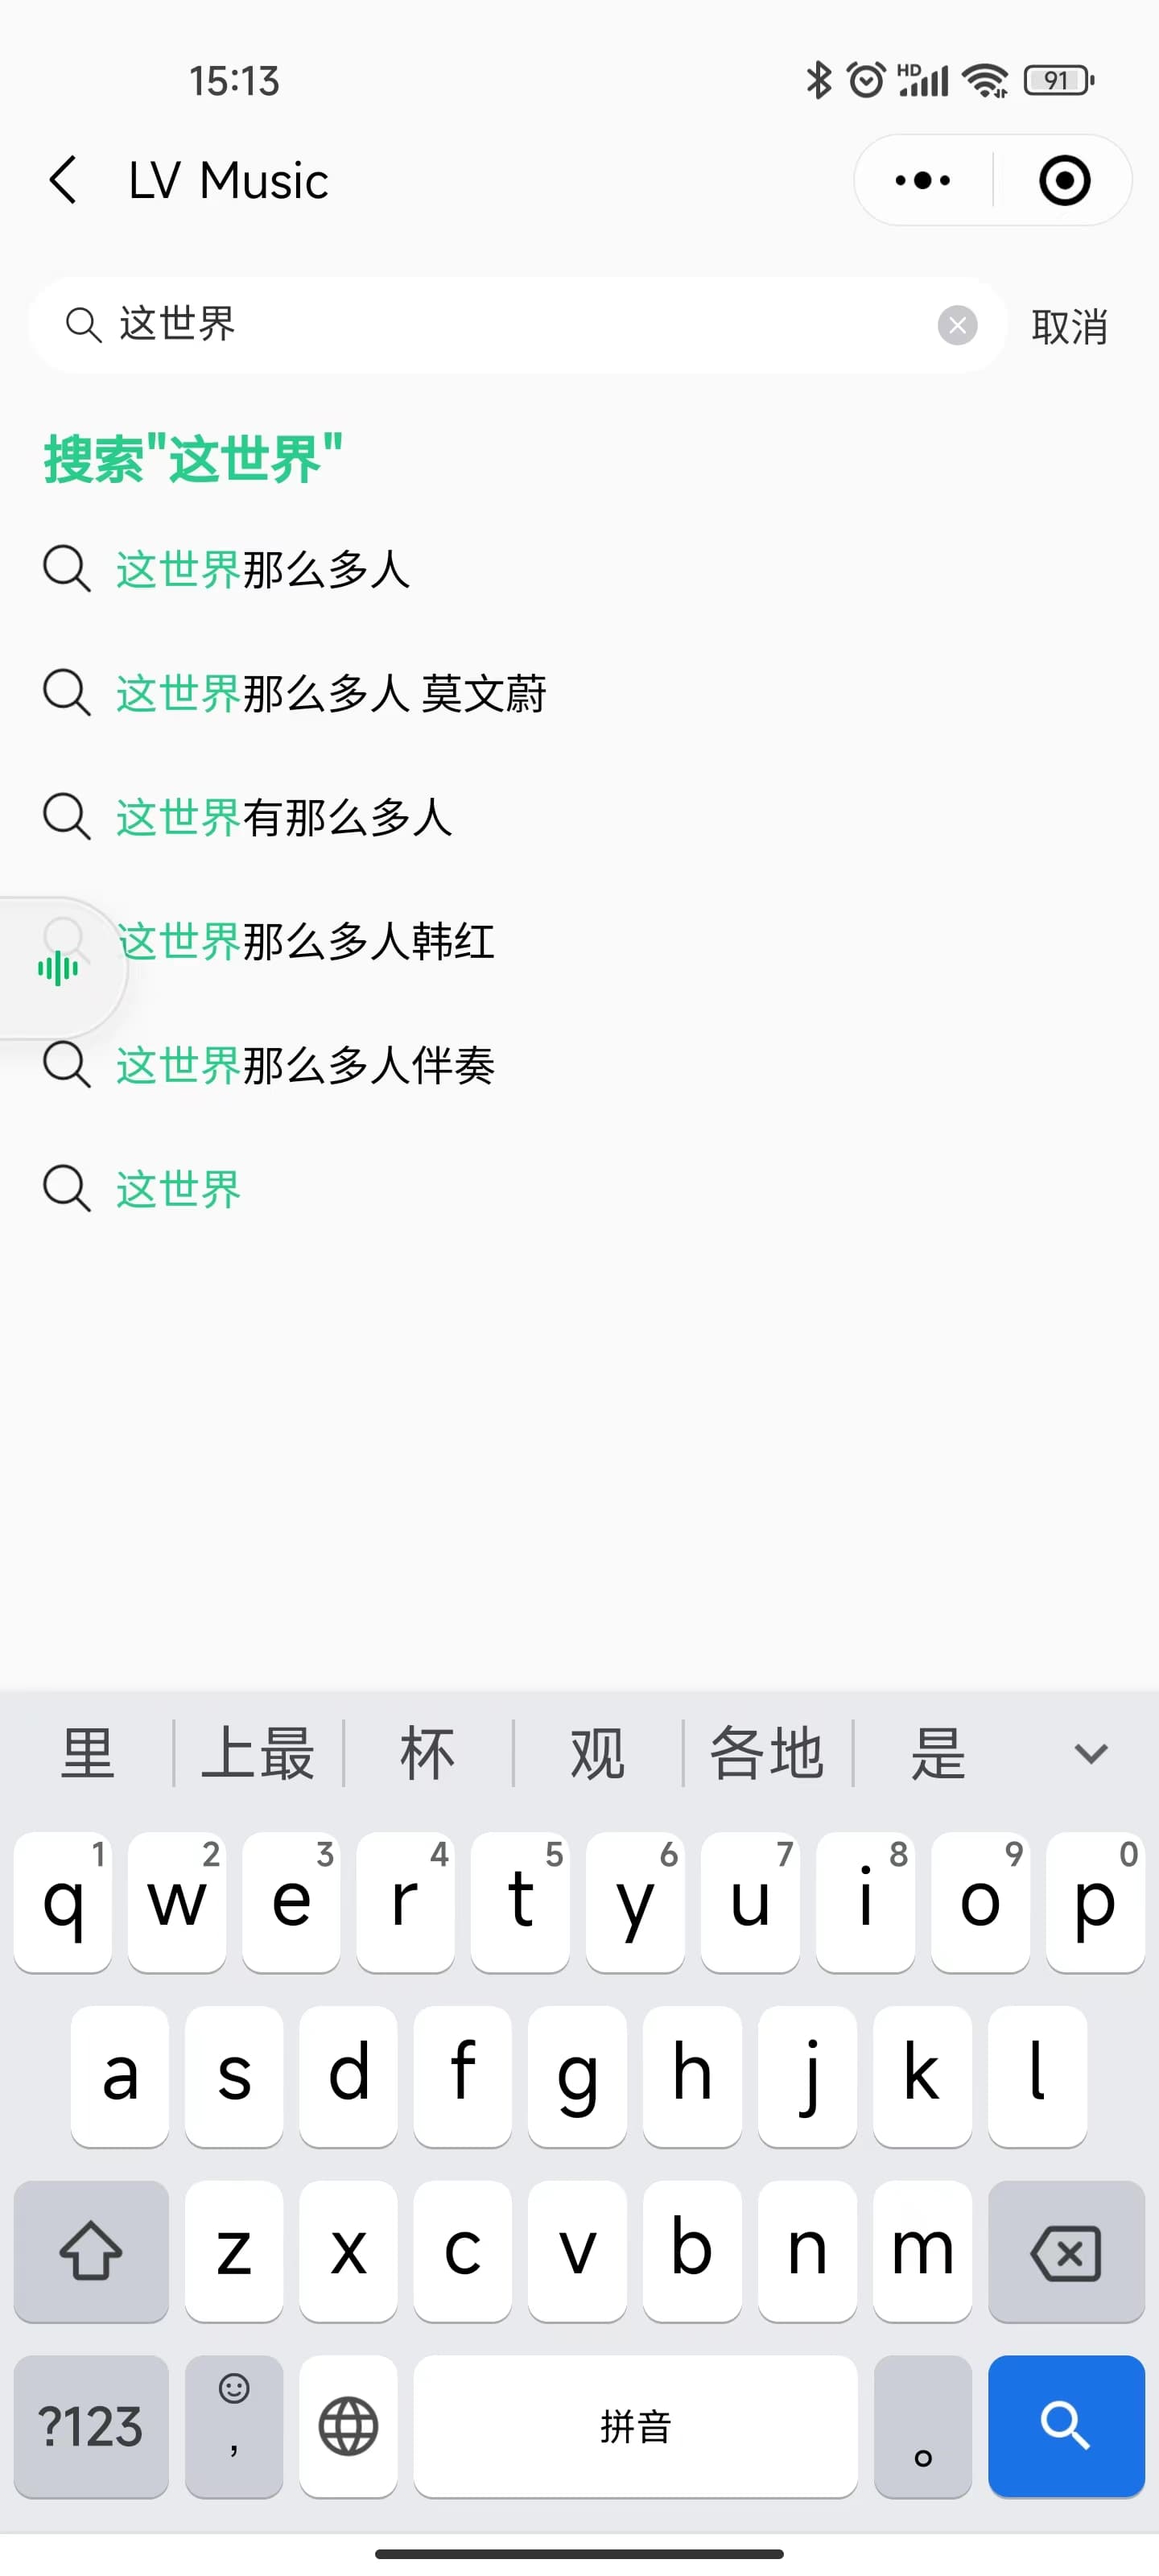 15:13
HD 91
LV Music
这世界
取消
搜索"这世界"
这世界那么多人
这世界那么多人 莫文蔚
这世界有那么多人
这世界那么多人韩红
这世界那么多人伴奏
这世界
里 上最 杯 观 各地 是
1 2 3 4 5 6 7 8 9 0
q w e r t y u i o p
a s d f g h j k l
z x c v b n m
?123 , 拼音 。